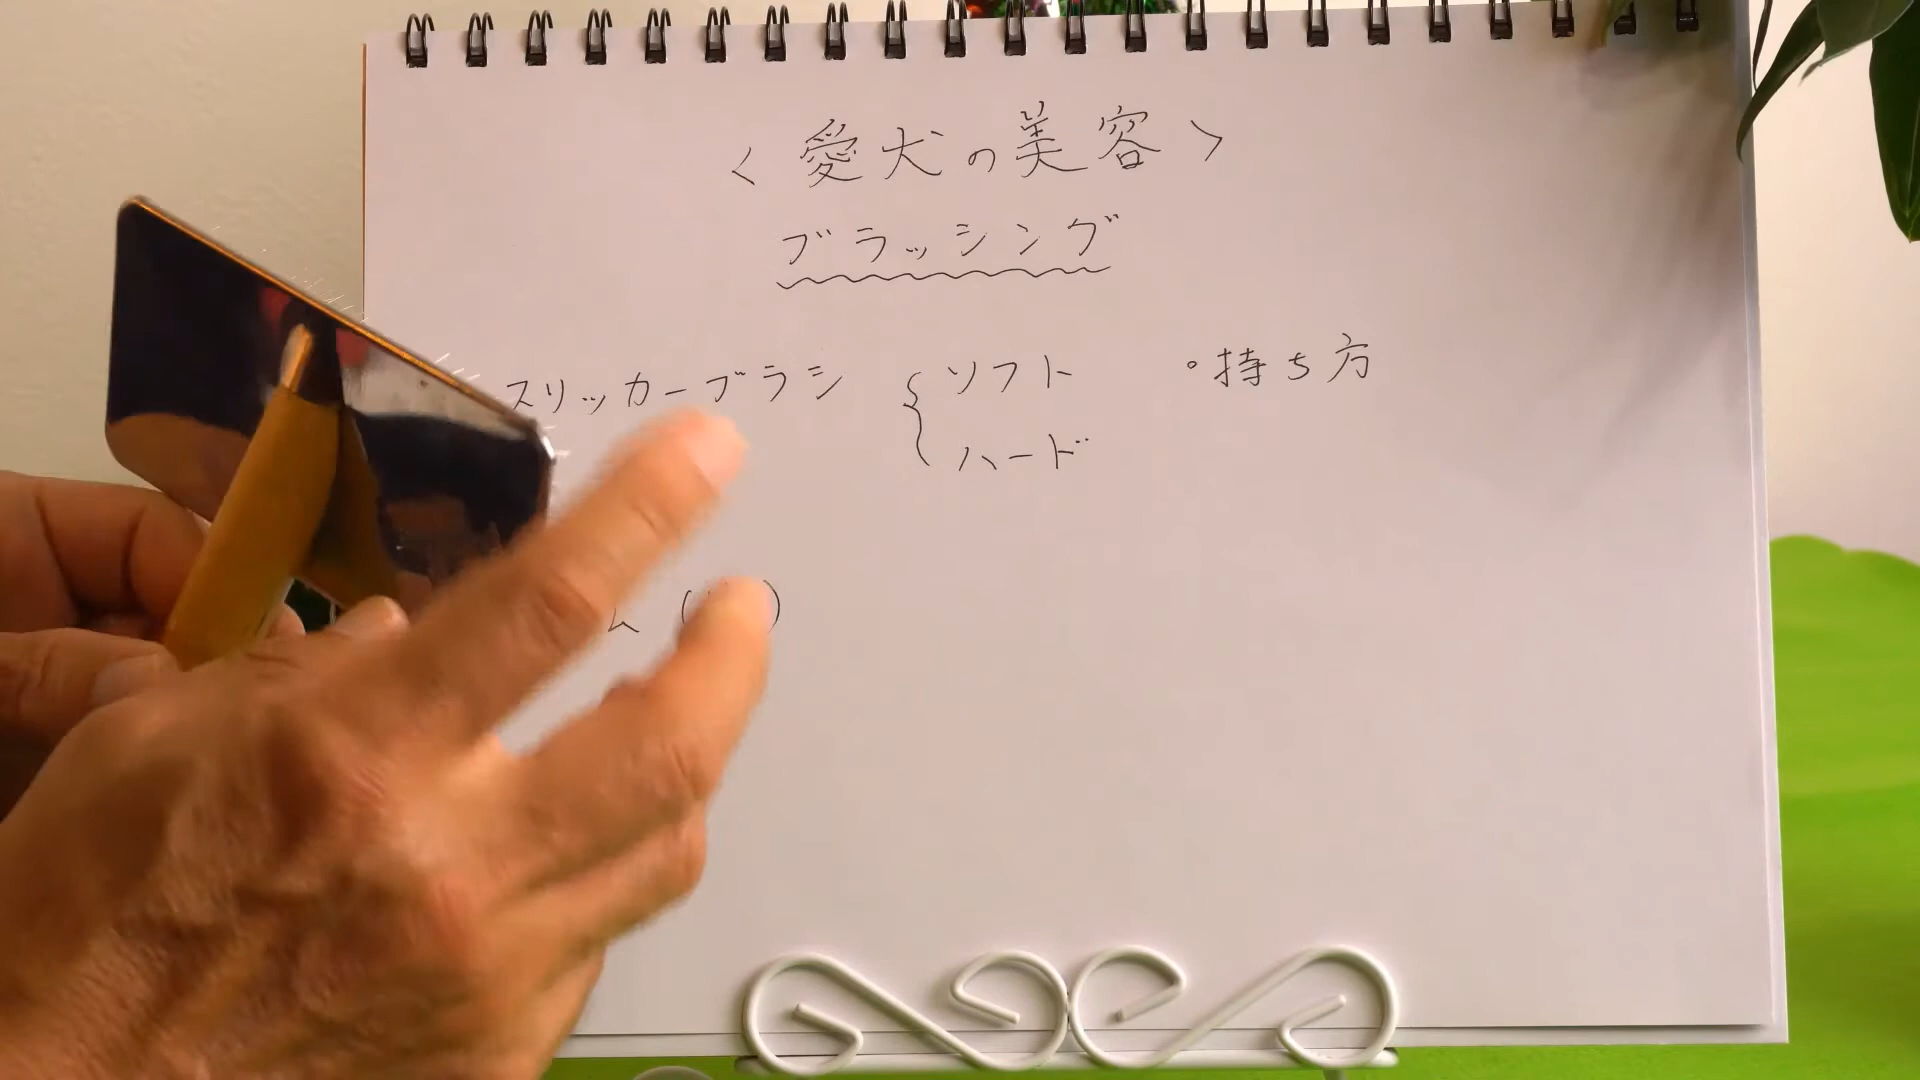 <愛犬の美容>
ブラッシング
スリッカーブラシ { ソフト ・持ち方
ハード
ム ( )